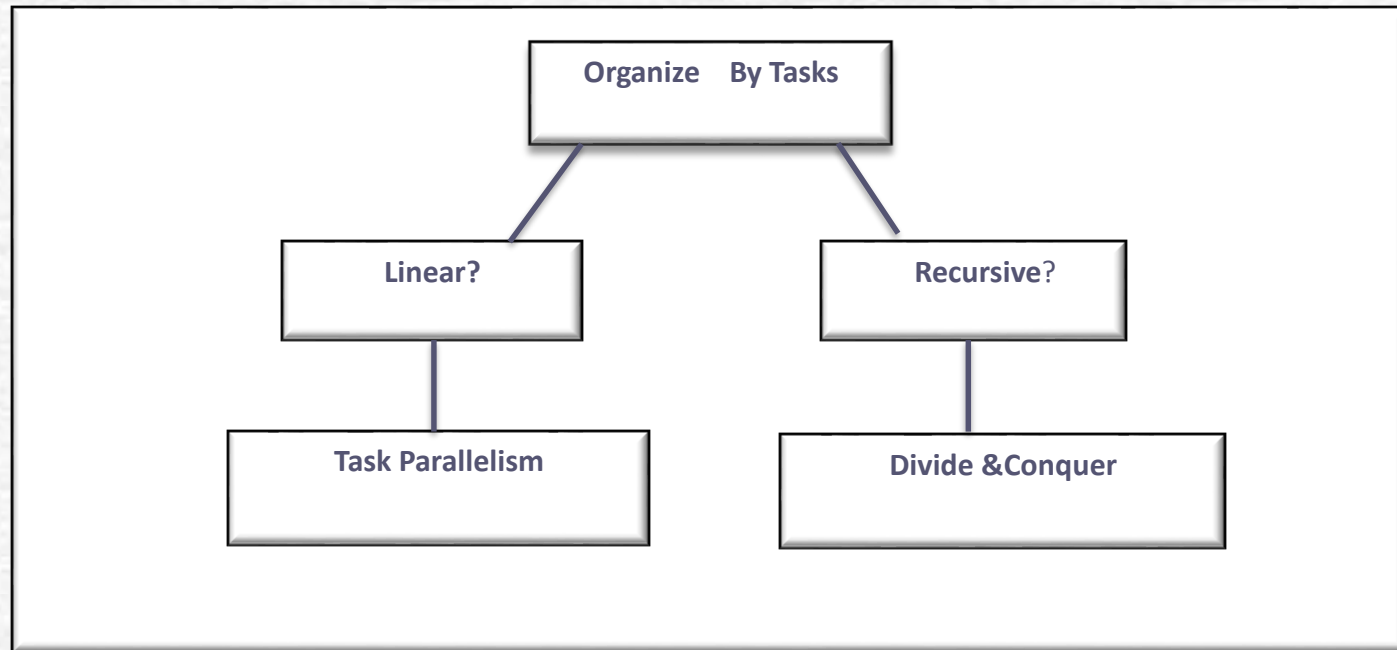 Organize By Tasks
Linear?
Recursive?
Task Parallelism
Divide &Conquer